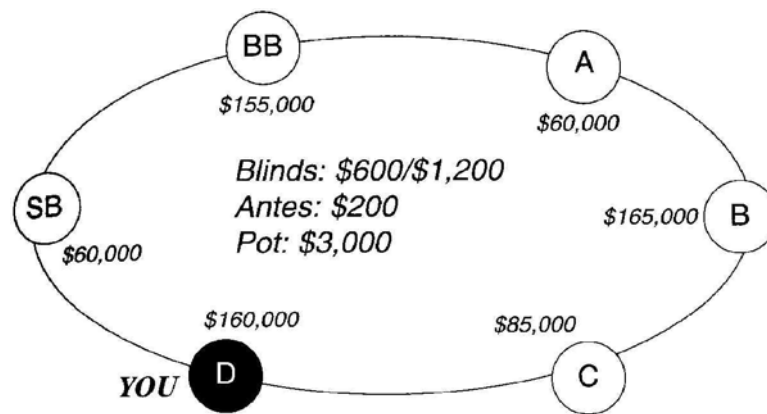 BB
A
$155,000
$60,000
Blinds: $600/$1,200
Antes: $200
Pot: $3,000
SB
B
$165,000
$60,000
$160,000
$85,000
YOU
D
C